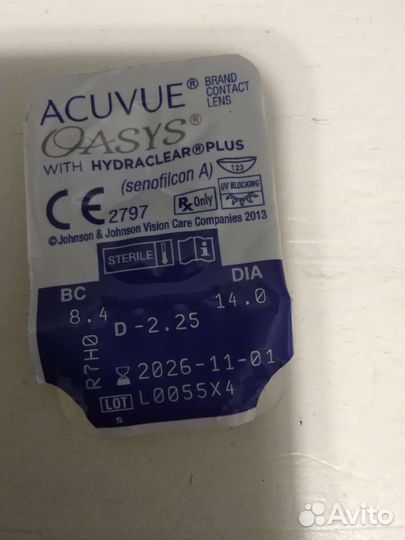 ACUVUE® BRAND
CONTACT
LENS
OASYS®
WITH HYDRACLEAR® PLUS
(senofilcon A) 123
CE 2797 Rx Only UV BLOCKING
© Johnson & Johnson Vision Care Companies 2013
STERILE i
BC DIA
8.4 D -2.25 14.0
R7H0
2026-11-01
LOT L0055X4
S
Avito